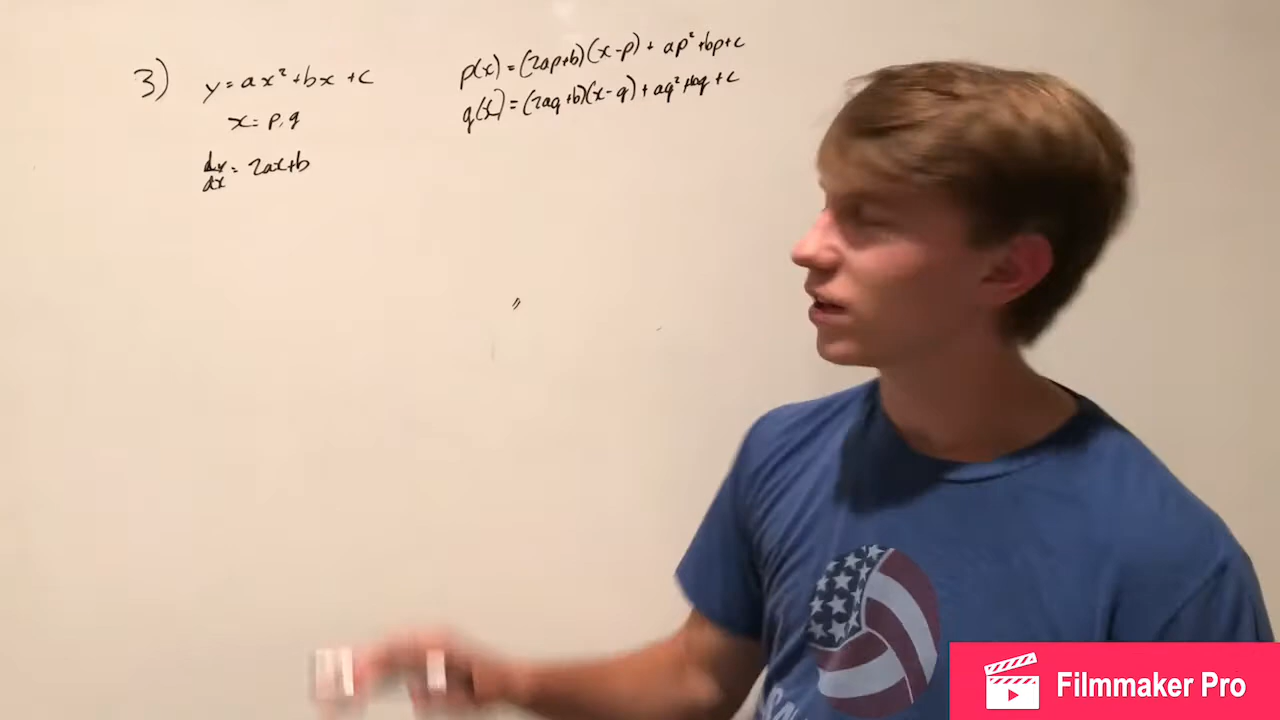 3) y = ax² + bx + c
x = p, q
dy/dx = 2ax+b
p(x) = (2ap+b)(x-p) + ap² + bp + c
q(x) = (2aq+b)(x-q) + aq² + bq + c
Filmmaker Pro